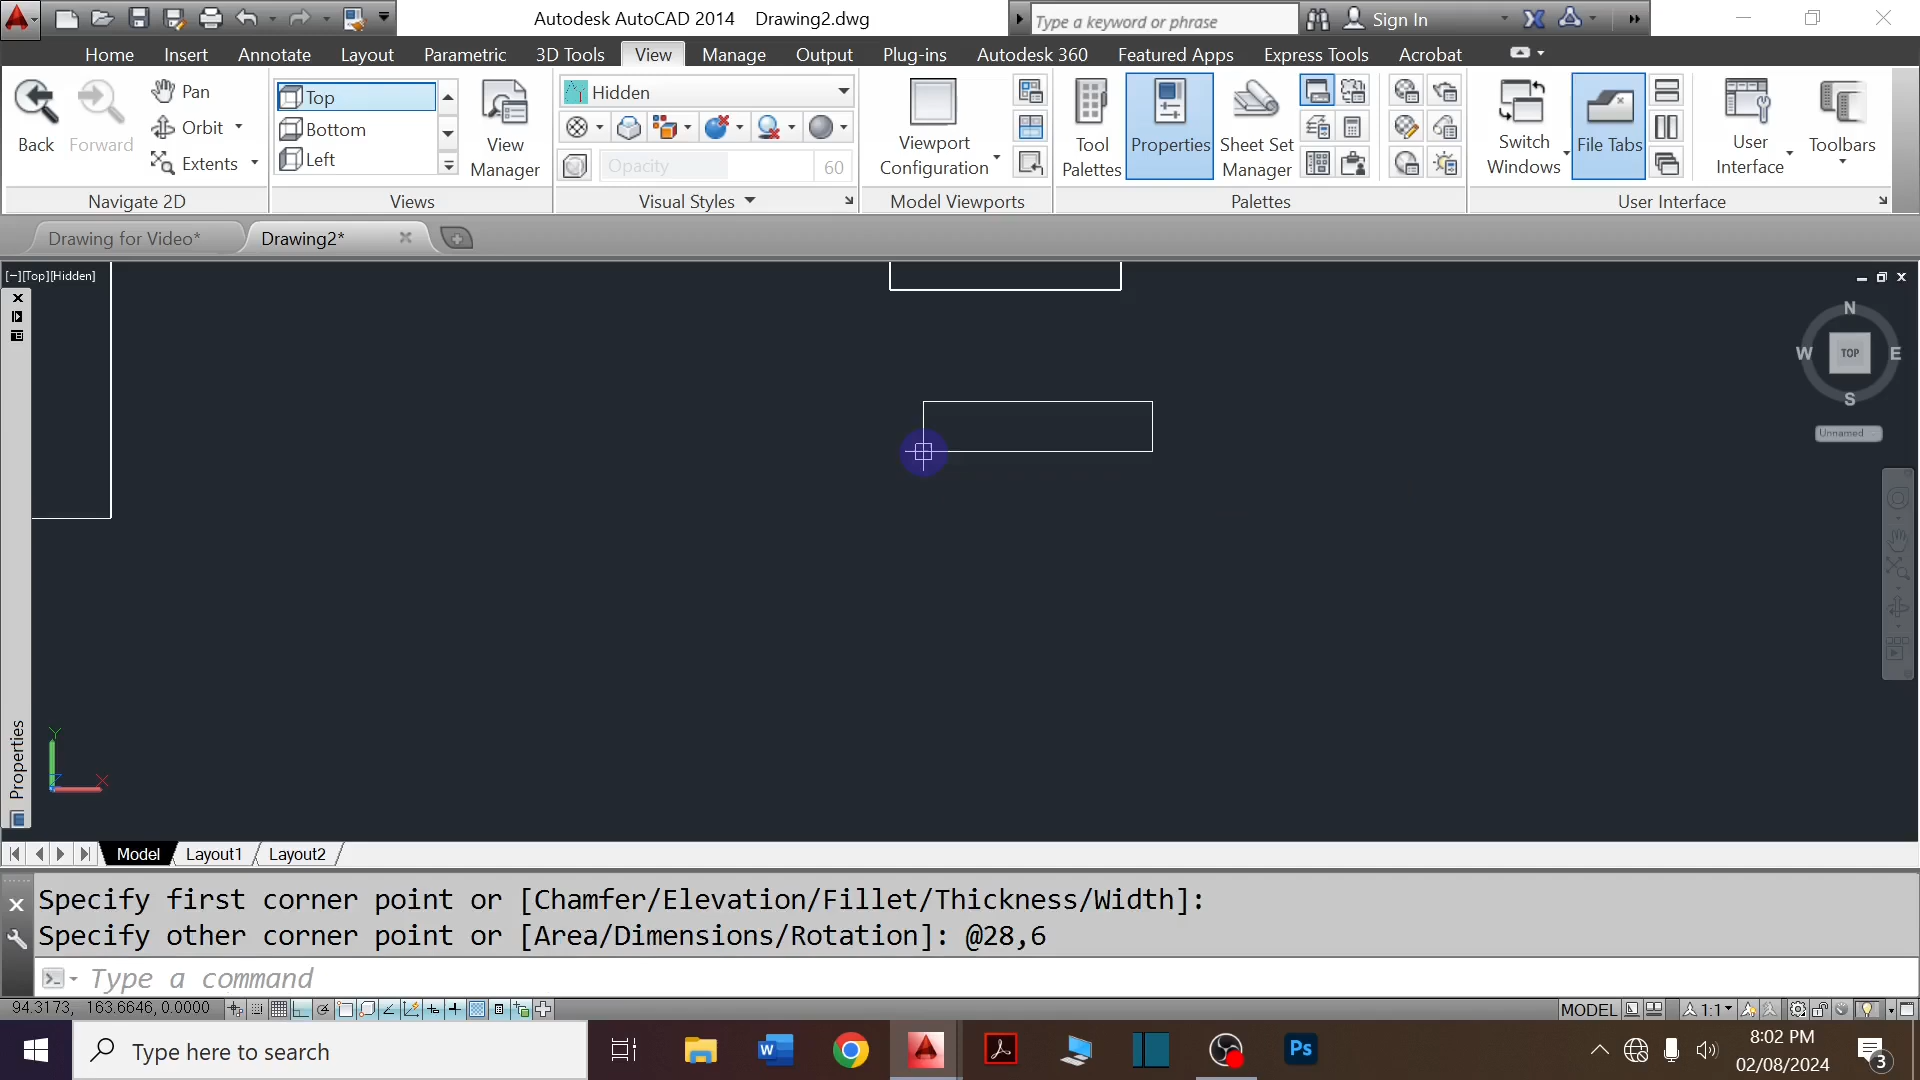 Autodesk AutoCAD 2014 Drawing2.dwg
Type a keyword or phrase
Sign In
Home Insert Annotate Layout Parametric 3D Tools View Manage Output Plug-ins Autodesk 360 Featured Apps Express Tools Acrobat
Back
Forward
Pan
Orbit
Extents
Navigate 2D
Top
Bottom
Left
View
Manager
Views
Hidden
Opacity 60
Visual Styles
Viewport
Configuration
Model Viewports
Tool
Palettes
Properties
Sheet Set
Manager
Palettes
Switch
Windows
File Tabs
User
Interface
Toolbars
User Interface
Drawing for Video*
Drawing2*
[−][Top][Hidden]
N
W TOP E
S
Unnamed
Properties
Y
X
Z
Model Layout1 Layout2
Specify first corner point or [Chamfer/Elevation/Fillet/Thickness/Width]:
Specify other corner point or [Area/Dimensions/Rotation]: @28,6
Type a command
94.3173, 163.6646, 0.0000
MODEL
1:1
Type here to search
W
Ps
8:02 PM
02/08/2024
3